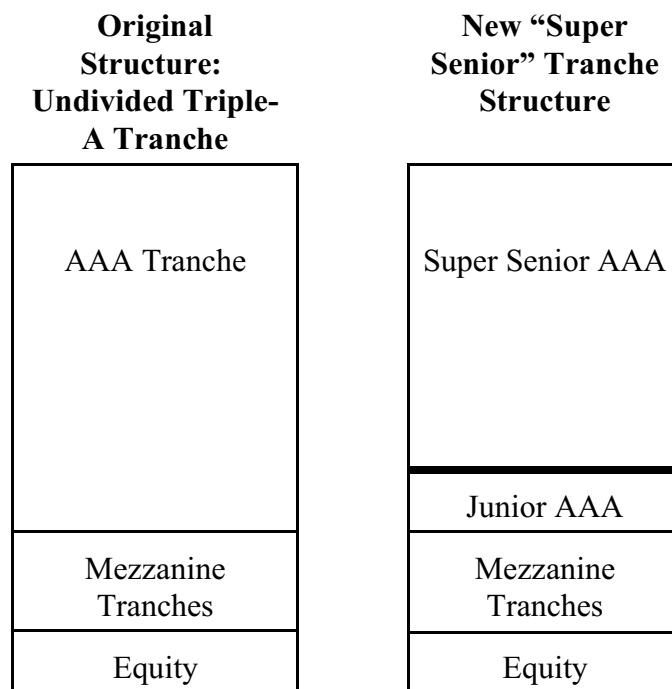 Original
Structure:
Undivided Triple-
A Tranche
AAA Tranche
Mezzanine
Tranches
Equity
New “Super
Senior” Tranche
Structure
Super Senior AAA
Junior AAA
Mezzanine
Tranches
Equity